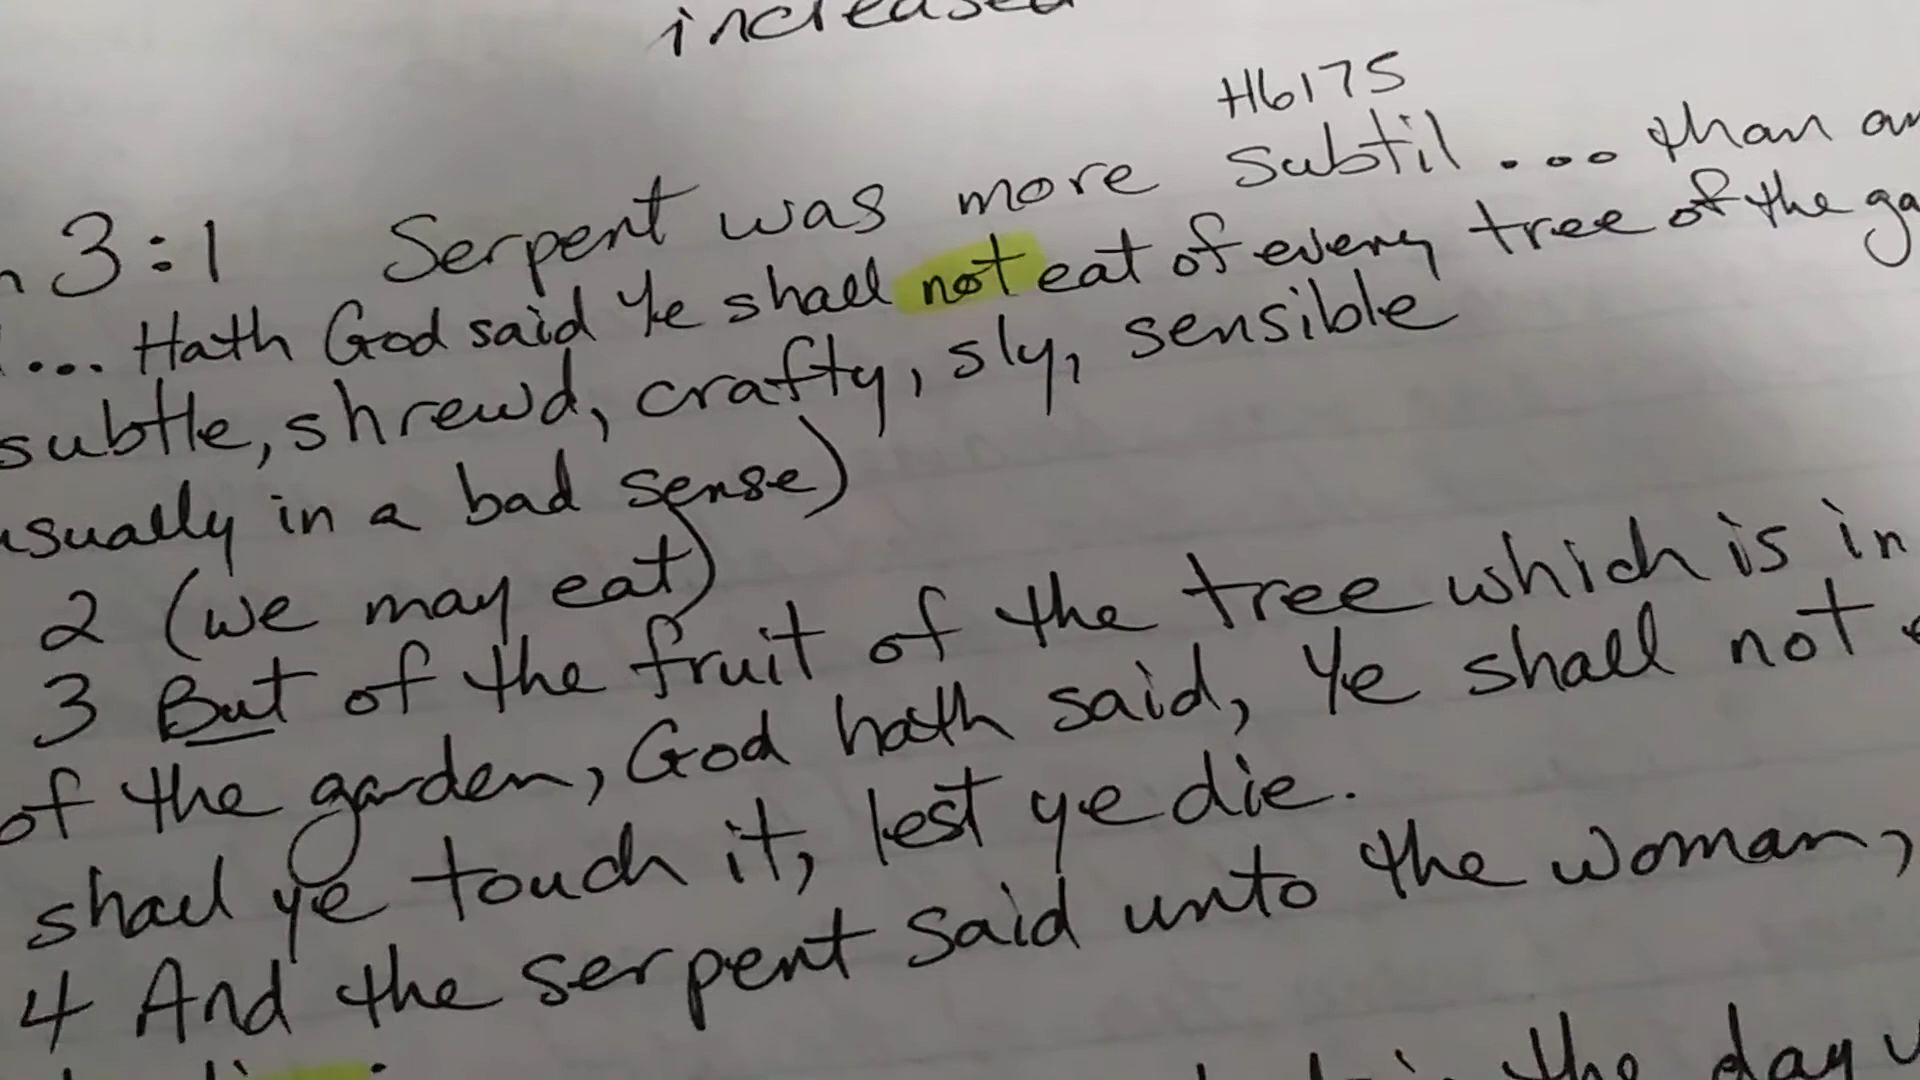 increased
H6175
3:1 Serpent was more subtil .... than
... Hath God said Ye shall not eat of every tree of the
subtle, shrewd, crafty, sly, sensible
usually in a bad sense)
2 (we may eat)
3 But of the fruit of the tree which is in
of the garden, God hath said, Ye shall not
shall ye touch it, lest ye die.
4 And the serpent said unto the woman,
the day